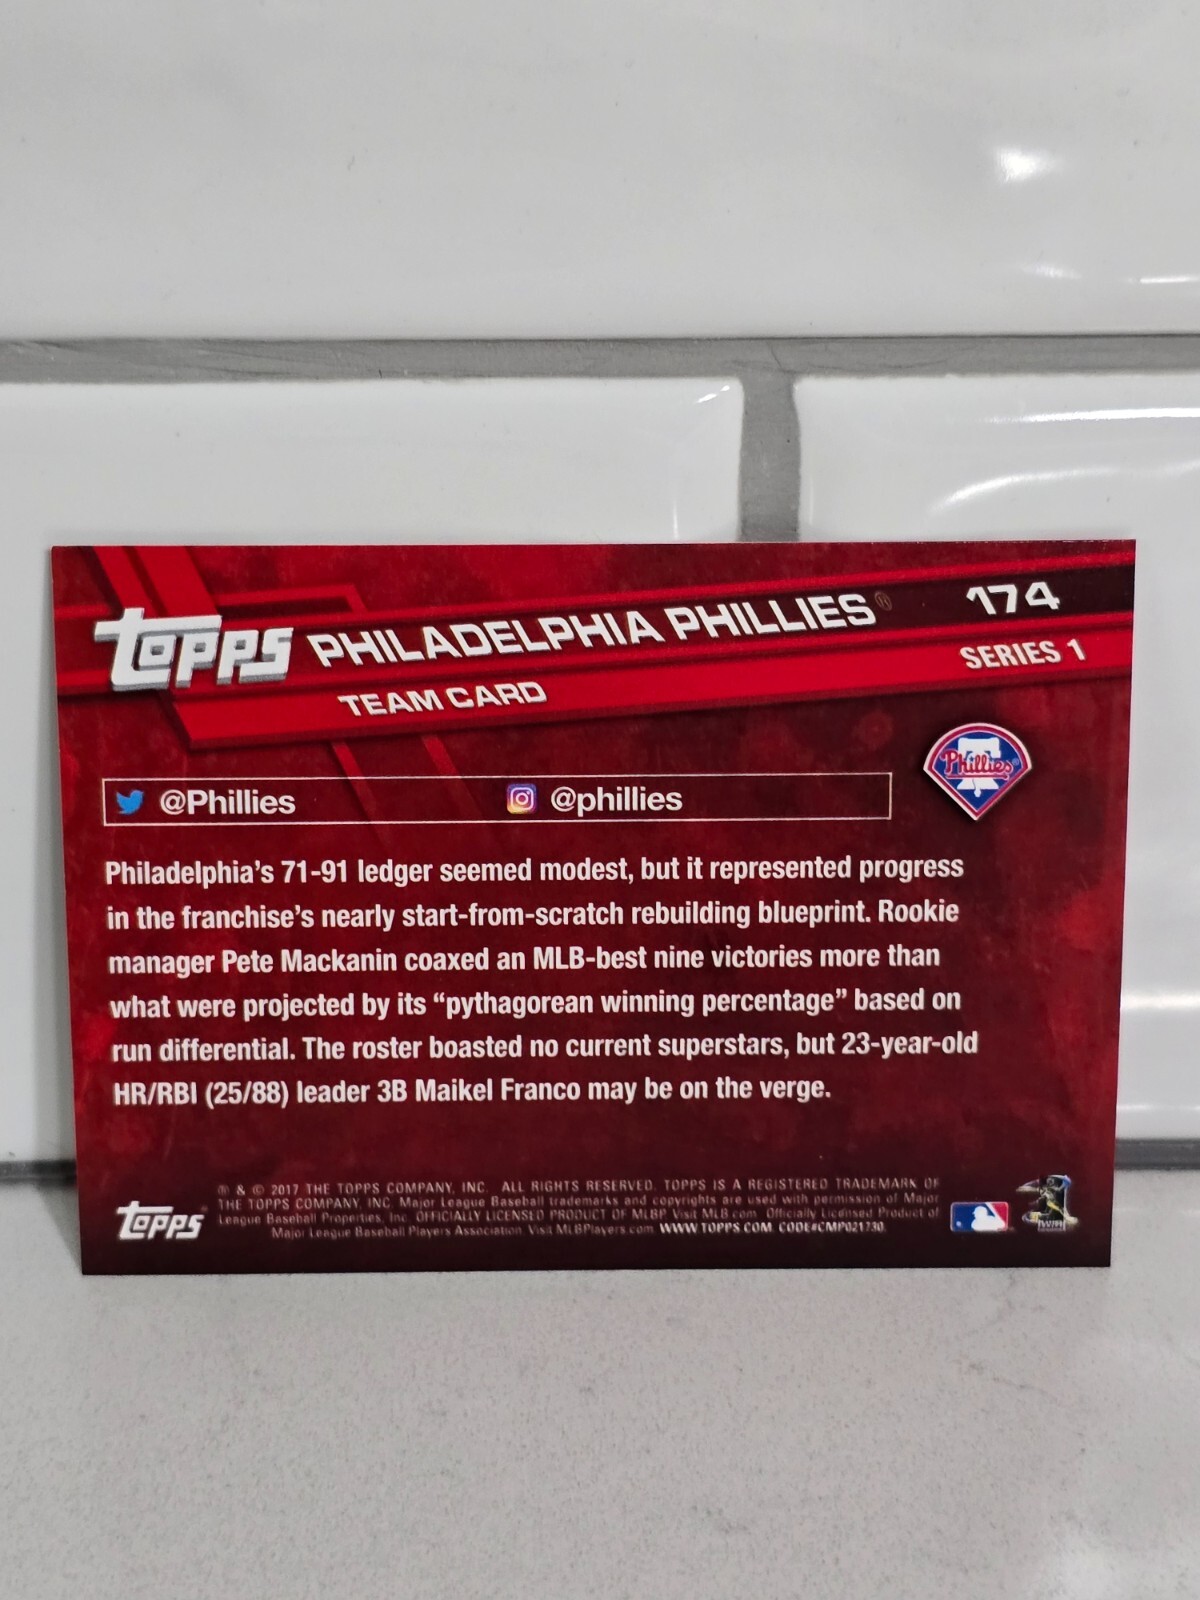 topps PHILADELPHIA PHILLIES® 174
TEAM CARD SERIES 1
Phillies
@Phillies @phillies
Philadelphia's 71-91 ledger seemed modest, but it represented progress
in the franchise's nearly start-from-scratch rebuilding blueprint. Rookie
manager Pete Mackanin coaxed an MLB-best nine victories more than
what were projected by its “pythagorean winning percentage” based on
run differential. The roster boasted no current superstars, but 23-year-old
HR/RBI (25/88) leader 3B Maikel Franco may be on the verge.
® & © 2017 THE TOPPS COMPANY, INC. ALL RIGHTS RESERVED. TOPPS IS A REGISTERED TRADEMARK OF
THE TOPPS COMPANY, INC. Major League Baseball trademarks and copyrights are used with permission of Major
League Baseball Properties, Inc. OFFICIALLY LICENSED PRODUCT OF MLBP Visit MLB.com. Officially Licensed Product of
Major League Baseball Players Association. Visit MLBPlayers.com. WWW.TOPPS.COM. CODE#CMP021730.
topps